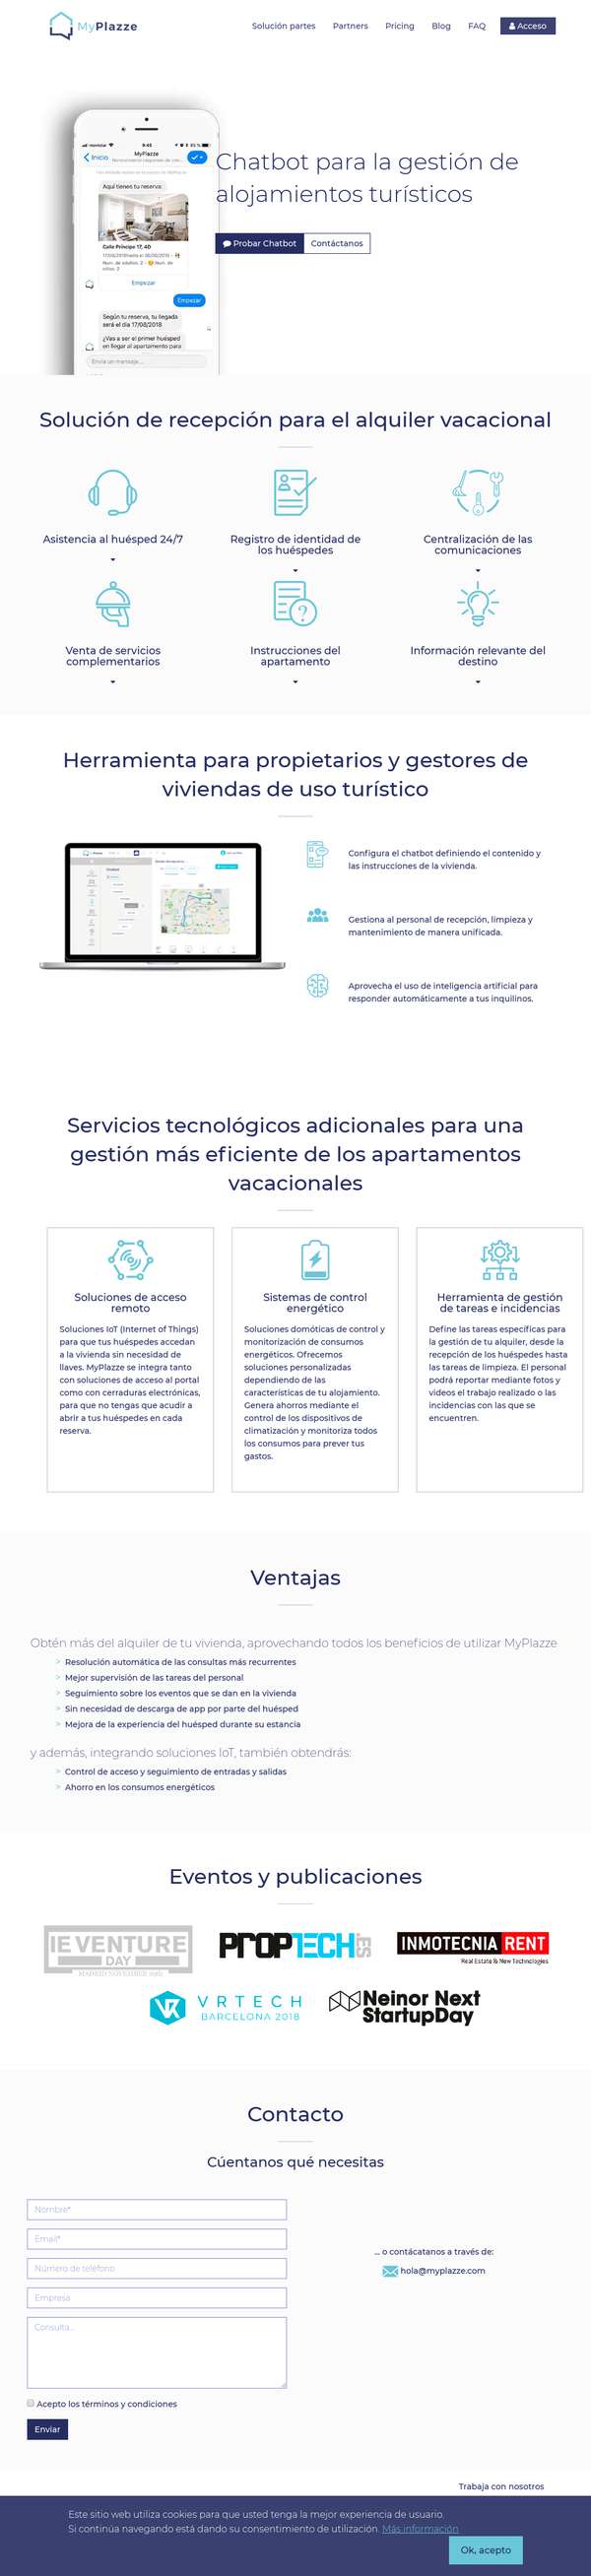 MyPlazze
Solución partes Partners Pricing Blog FAQ Acceso
Inicio
MyPlazze
Aquí tienes tu reserva:
Calle Príncipe 17, 4D
Empezar
Empezar
Según tu reserva, tu llegada
será el día 17/08/2018
¿Vas a ser el primer huésped
en llegar al apartamento para
Envía un mensaje...
Chatbot para la gestión de
alojamientos turísticos
Probar Chatbot Contáctanos
Solución de recepción para el alquiler vacacional
Asistencia al huésped 24/7
Registro de identidad de
los huéspedes
Centralización de las
comunicaciones
Venta de servicios
complementarios
Instrucciones del
apartamento
Información relevante del
destino
Herramienta para propietarios y gestores de
viviendas de uso turístico
Configura el chatbot definiendo el contenido y
las instrucciones de la vivienda.
Gestiona al personal de recepción, limpieza y
mantenimiento de manera unificada.
Aprovecha el uso de inteligencia artificial para
responder automáticamente a tus inquilinos.
Servicios tecnológicos adicionales para una
gestión más eficiente de los apartamentos
vacacionales
Soluciones de acceso
remoto
Soluciones IoT (Internet of Things)
para que tus huéspedes accedan
a la vivienda sin necesidad de
llaves. MyPlazze se integra tanto
con soluciones de acceso al portal
como con cerraduras electrónicas,
para que no tengas que acudir a
abrir a tus huéspedes en cada
reserva.
Sistemas de control
energético
Soluciones domóticas de control y
monitorización de consumos
energéticos. Ofrecemos
soluciones personalizadas
dependiendo de las
características de tu alojamiento.
Genera ahorros mediante el
control de los dispositivos de
climatización y monitoriza todos
los consumos para prever tus
gastos.
Herramienta de gestión
de tareas e incidencias
Define las tareas específicas para
la gestión de tu alquiler, desde la
recepción de los huéspedes hasta
las tareas de limpieza. El personal
podrá reportar mediante fotos y
videos el trabajo realizado o las
incidencias con las que se
encuentren.
Ventajas
Obtén más del alquiler de tu vivienda, aprovechando todos los beneficios de utilizar MyPlazze
> Resolución automática de las consultas más recurrentes
> Mejor supervisión de las tareas del personal
> Seguimiento sobre los eventos que se dan en la vivienda
> Sin necesidad de descarga de app por parte del huésped
> Mejora de la experiencia del huésped durante su estancia
y además, integrando soluciones IoT, también obtendrás:
> Control de acceso y seguimiento de entradas y salidas
> Ahorro en los consumos energéticos
Eventos y publicaciones
IE VENTURE
DAY
PROPTECH.ES
INMOTECNIA RENT
Real Estate & New Technologies
VR VRTECH
BARCELONA 2018
Neinor Next
StartupDay
Contacto
Cúentanos qué necesitas
Nombre*
Email*
Número de teléfono
Empresa
Consulta...
Acepto los términos y condiciones
Enviar
... o contácatanos a través de:
hola@myplazze.com
Trabaja con nosotros
Este sitio web utiliza cookies para que usted tenga la mejor experiencia de usuario.
Si continúa navegando está dando su consentimiento de utilización. Más información
Ok, acepto